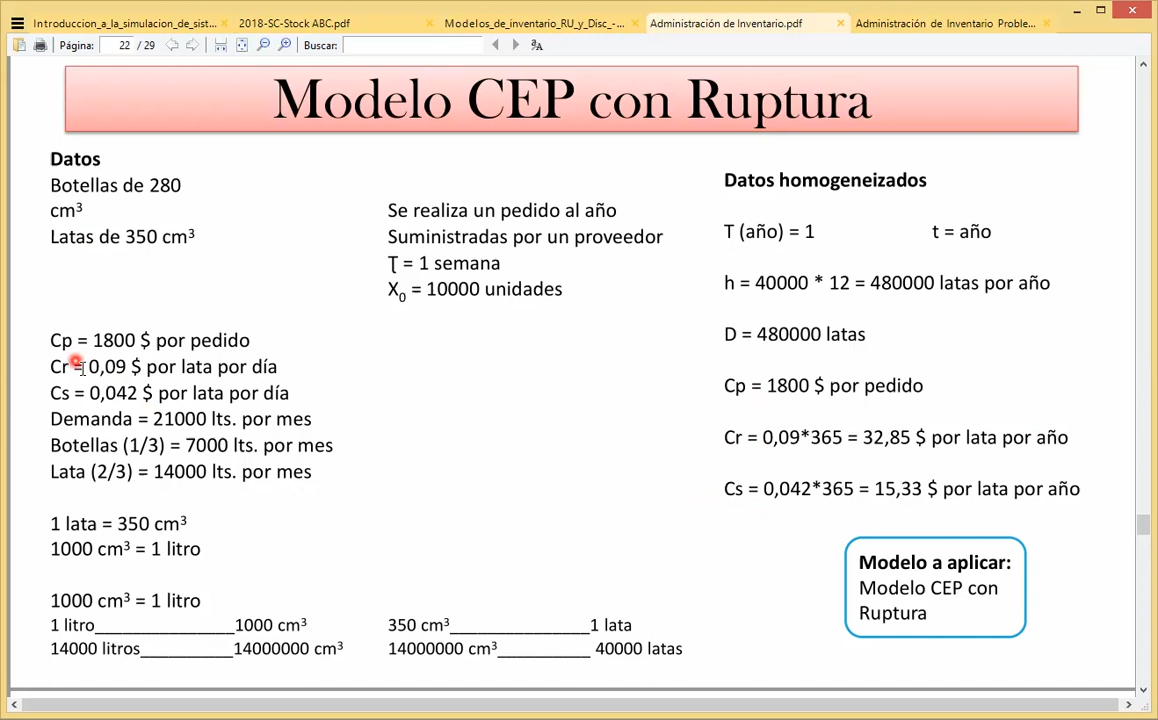 Introduccion_a_la_simulacion_de_sist...
2018-SC-Stock ABC.pdf
Modelos_de_inventario_RU_y_Disc_-...
Administración de Inventario.pdf
Administración de Inventario Proble...
Página: 22 / 29
Buscar:
Modelo CEP con Ruptura
Datos
Botellas de 280
cm³
Latas de 350 cm³
Se realiza un pedido al año
Suministradas por un proveedor
Ʈ = 1 semana
X₀ = 10000 unidades
Cp = 1800 $ por pedido
Cr = 0,09 $ por lata por día
Cs = 0,042 $ por lata por día
Demanda = 21000 lts. por mes
Botellas (1/3) = 7000 lts. por mes
Lata (2/3) = 14000 lts. por mes
1 lata = 350 cm³
1000 cm³ = 1 litro
1000 cm³ = 1 litro
1 litro_______________1000 cm³
14000 litros__________14000000 cm³
350 cm³_______________1 lata
14000000 cm³__________ 40000 latas
Datos homogeneizados
T (año) = 1 t = año
h = 40000 * 12 = 480000 latas por año
D = 480000 latas
Cp = 1800 $ por pedido
Cr = 0,09*365 = 32,85 $ por lata por año
Cs = 0,042*365 = 15,33 $ por lata por año
Modelo a aplicar:
Modelo CEP con
Ruptura